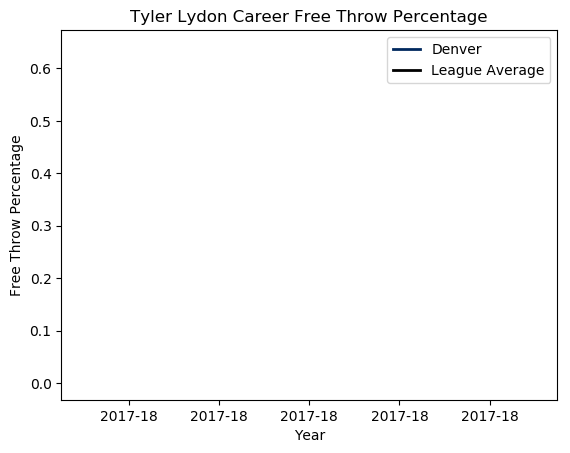 Tyler Lydon Career Free Throw Percentage
Denver
League Average
Free Throw Percentage
0.6
0.5
0.4
0.3
0.2
0.1
0.0
2017-18 2017-18 2017-18 2017-18 2017-18
Year